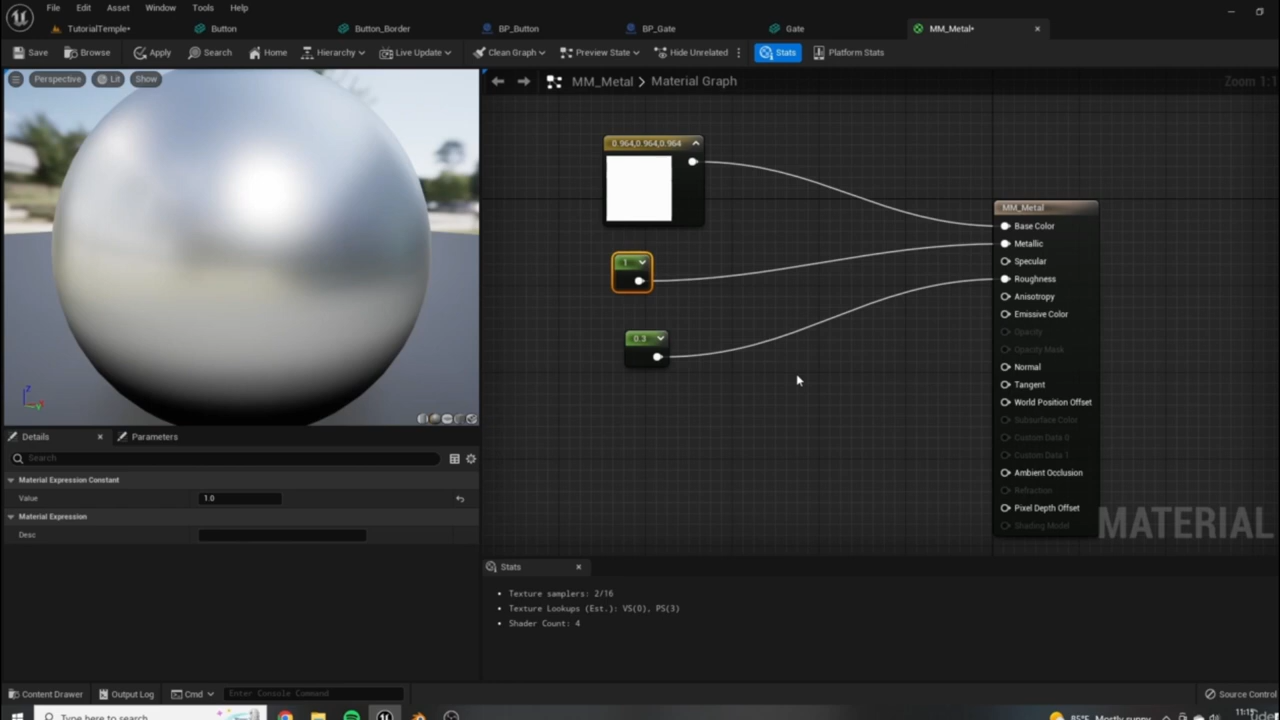 File Edit Asset Window Tools Help
TutorialTemple* Button Button_Border BP_Button BP_Gate Gate MM_Metal*
Save Browse Apply Search Home Hierarchy Live Update Clean Graph Preview State Hide Unrelated Stats Platform Stats
Perspective Lit Show
MM_Metal > Material Graph
Zoom 1:1
0.964,0.964,0.964
1
0.3
MM_Metal
Base Color
Metallic
Specular
Roughness
Anisotropy
Emissive Color
Opacity
Opacity Mask
Normal
Tangent
World Position Offset
Subsurface Color
Custom Data 0
Custom Data 1
Ambient Occlusion
Refraction
Pixel Depth Offset
Shading Model
MATERIAL
Details Parameters
Search
Material Expression Constant
Value 1.0
Material Expression
Desc
Stats
Texture samplers: 2/16
Texture Lookups (Est.): VS(0), PS(3)
Shader Count: 4
Content Drawer Output Log Cmd Enter Console Command Source Control
Type here to search 85°F Mostly sunny